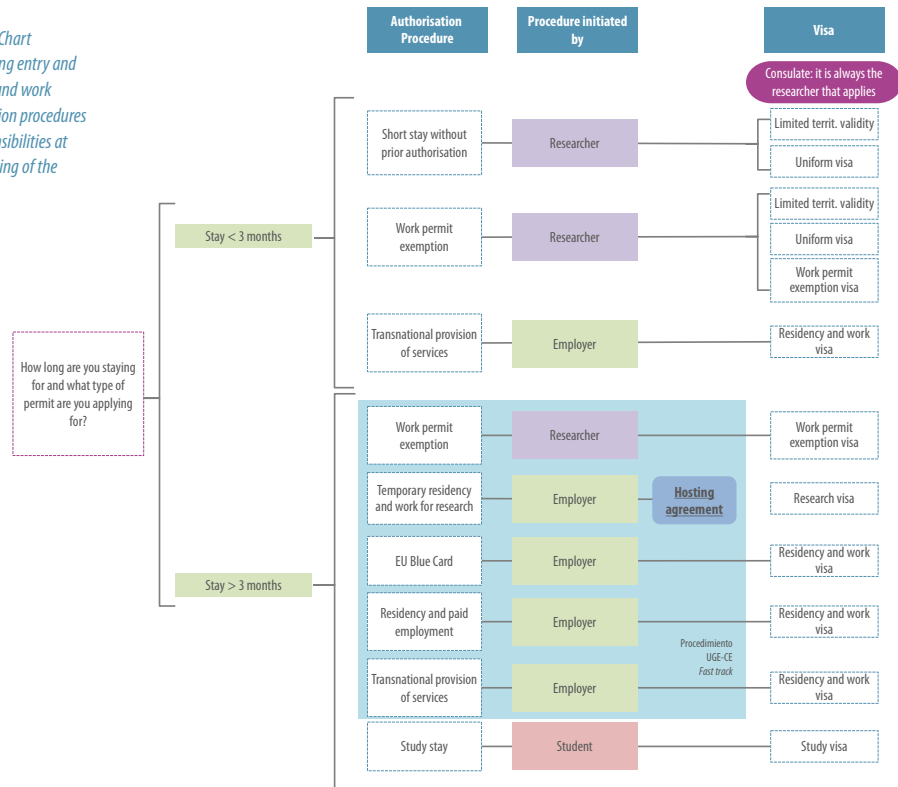 Chart
ng entry and
nd work
ion procedures
nsibilities at
ing of the
Authorisation
Procedure
Procedure initiated
by
Visa
Consulate: it is always the
researcher that applies
Short stay without
prior authorisation
Researcher
Limited territ. validity
Uniform visa
Stay < 3 months
Work permit
exemption
Researcher
Limited territ. validity
Uniform visa
Work permit
exemption visa
Transnational provision
of services
Employer
Residency and work
visa
How long are you staying
for and what type of
permit are you applying
for?
Work permit
exemption
Researcher
Work permit
exemption visa
Temporary residency
and work for research
Employer
Hosting
agreement
Research visa
Stay > 3 months
EU Blue Card
Employer
Residency and work
visa
Residency and paid
employment
Employer
Residency and work
visa
Procedimiento
UGE-CE
Fast track
Transnational provision
of services
Employer
Residency and work
visa
Study stay
Student
Study visa